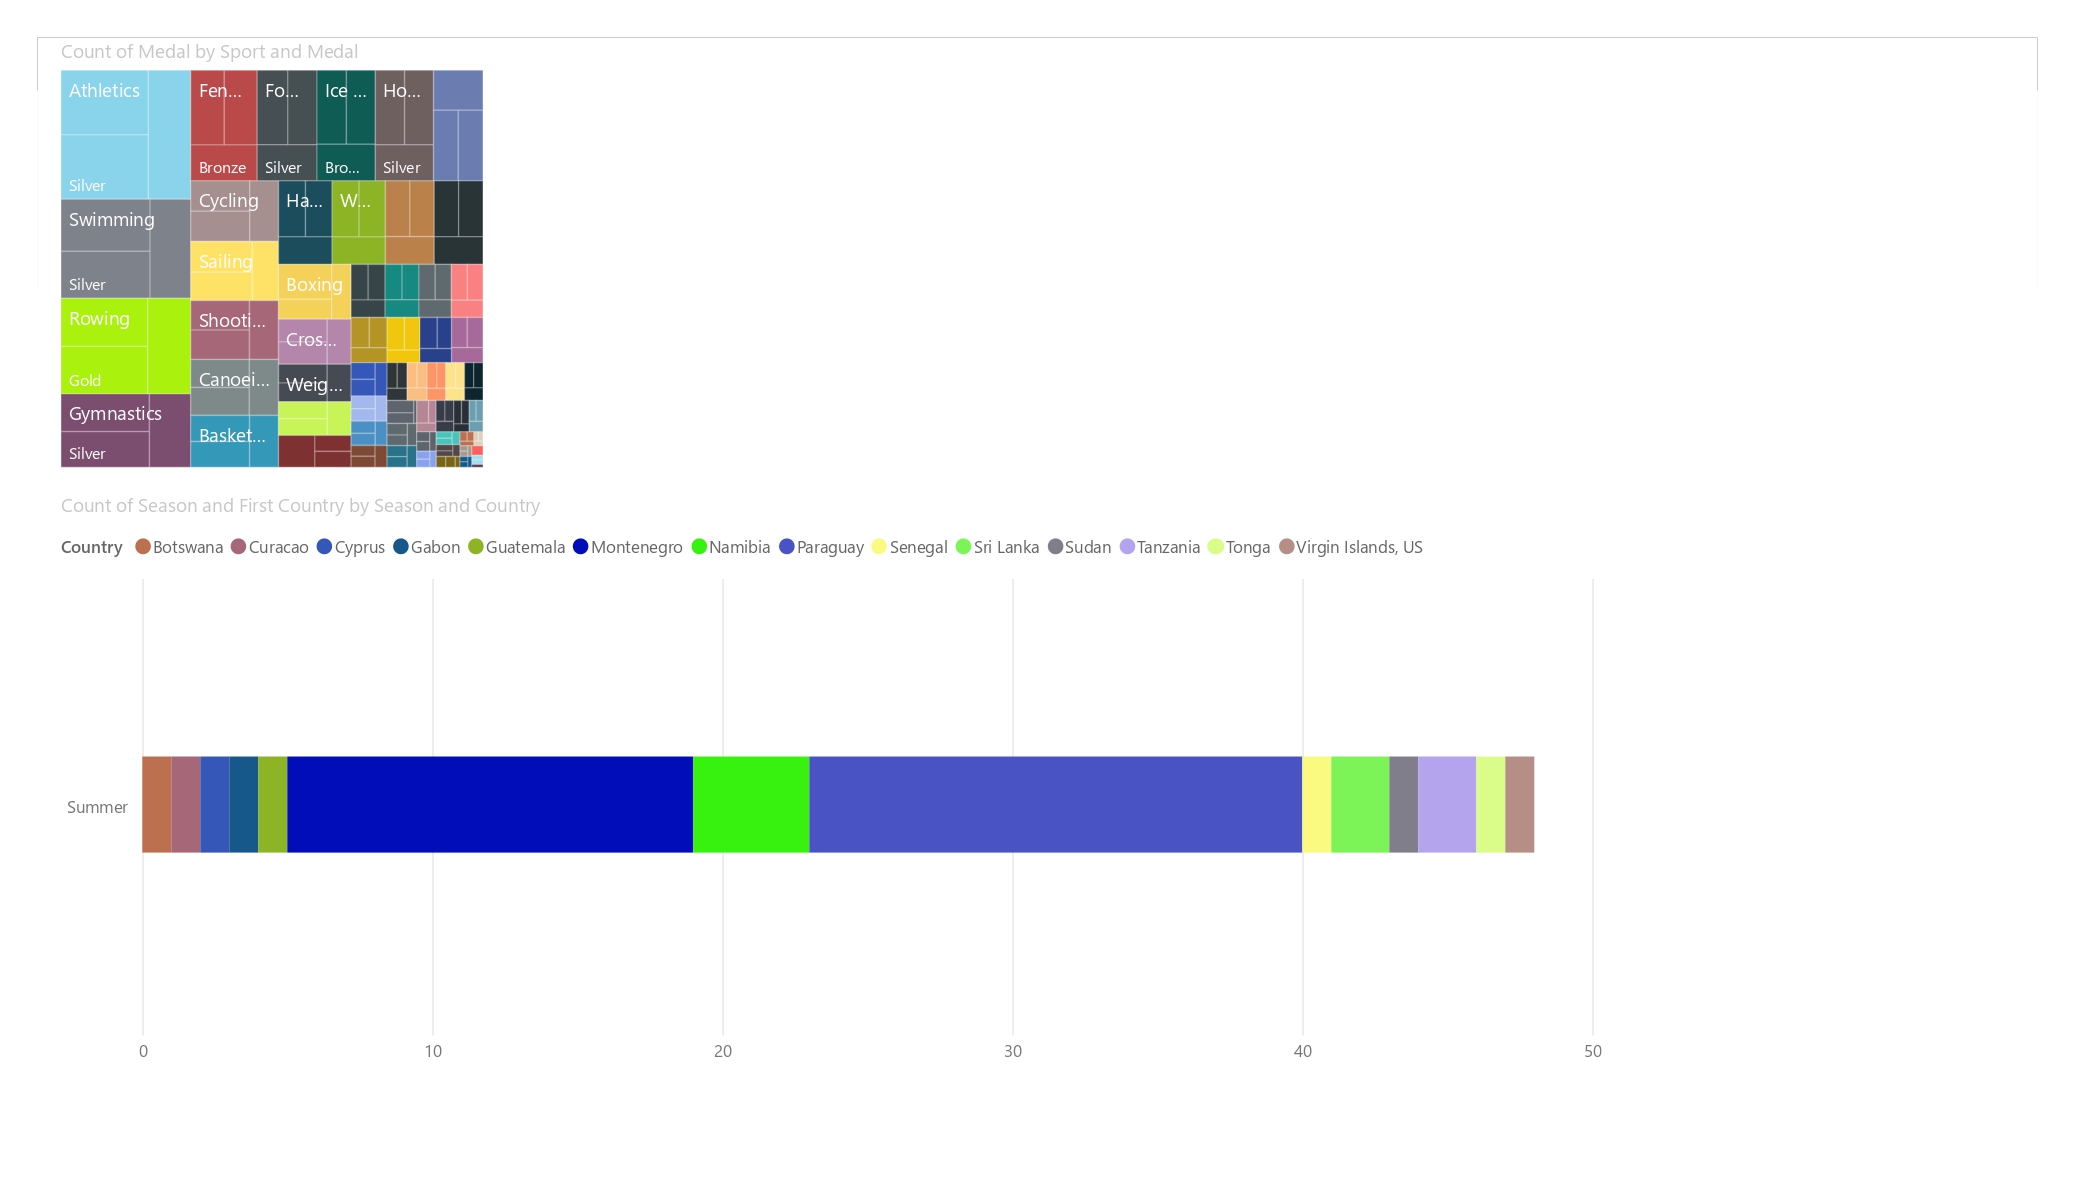 Count of Medal by Sport and Medal
Athletics
Fen...
Fo...
Ice ...
Ho...
Bronze
Silver
Bro...
Silver
Silver
Cycling
Ha...
W...
Swimming
Sailing
Boxing
Silver
Rowing
Shooti...
Cros...
Gold
Canoei...
Weig...
Gymnastics
Basket...
Silver
Count of Season and First Country by Season and Country
Country Botswana Curacao Cyprus Gabon Guatemala Montenegro Namibia Paraguay Senegal Sri Lanka Sudan Tanzania Tonga Virgin Islands, US
Summer
0 10 20 30 40 50